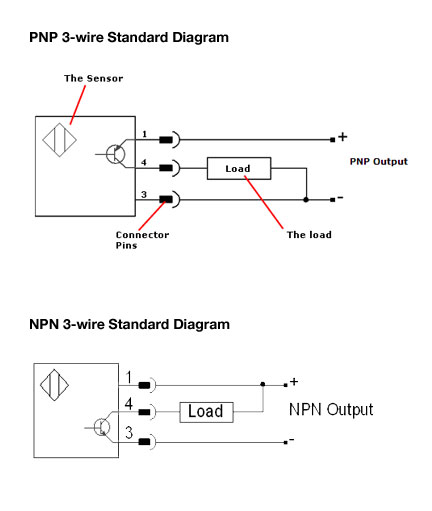 PNP 3-wire Standard Diagram
The Sensor
1
+
4
Load
PNP Output
3
-
Connector
Pins
The load
NPN 3-wire Standard Diagram
1
+
4
Load
NPN Output
3
-